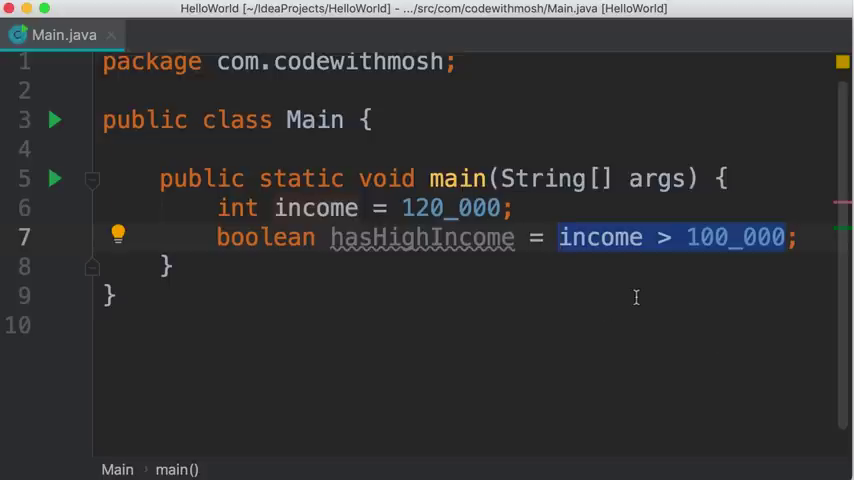 HelloWorld [~/IdeaProjects/HelloWorld] - .../src/com/codewithmosh/Main.java [HelloWorld]
Main.java
1 package com.codewithmosh;
2
3 public class Main {
4
5 public static void main(String[] args) {
6 int income = 120_000;
7 boolean hasHighIncome = income > 100_000;
8 }
9 }
10
Main › main()